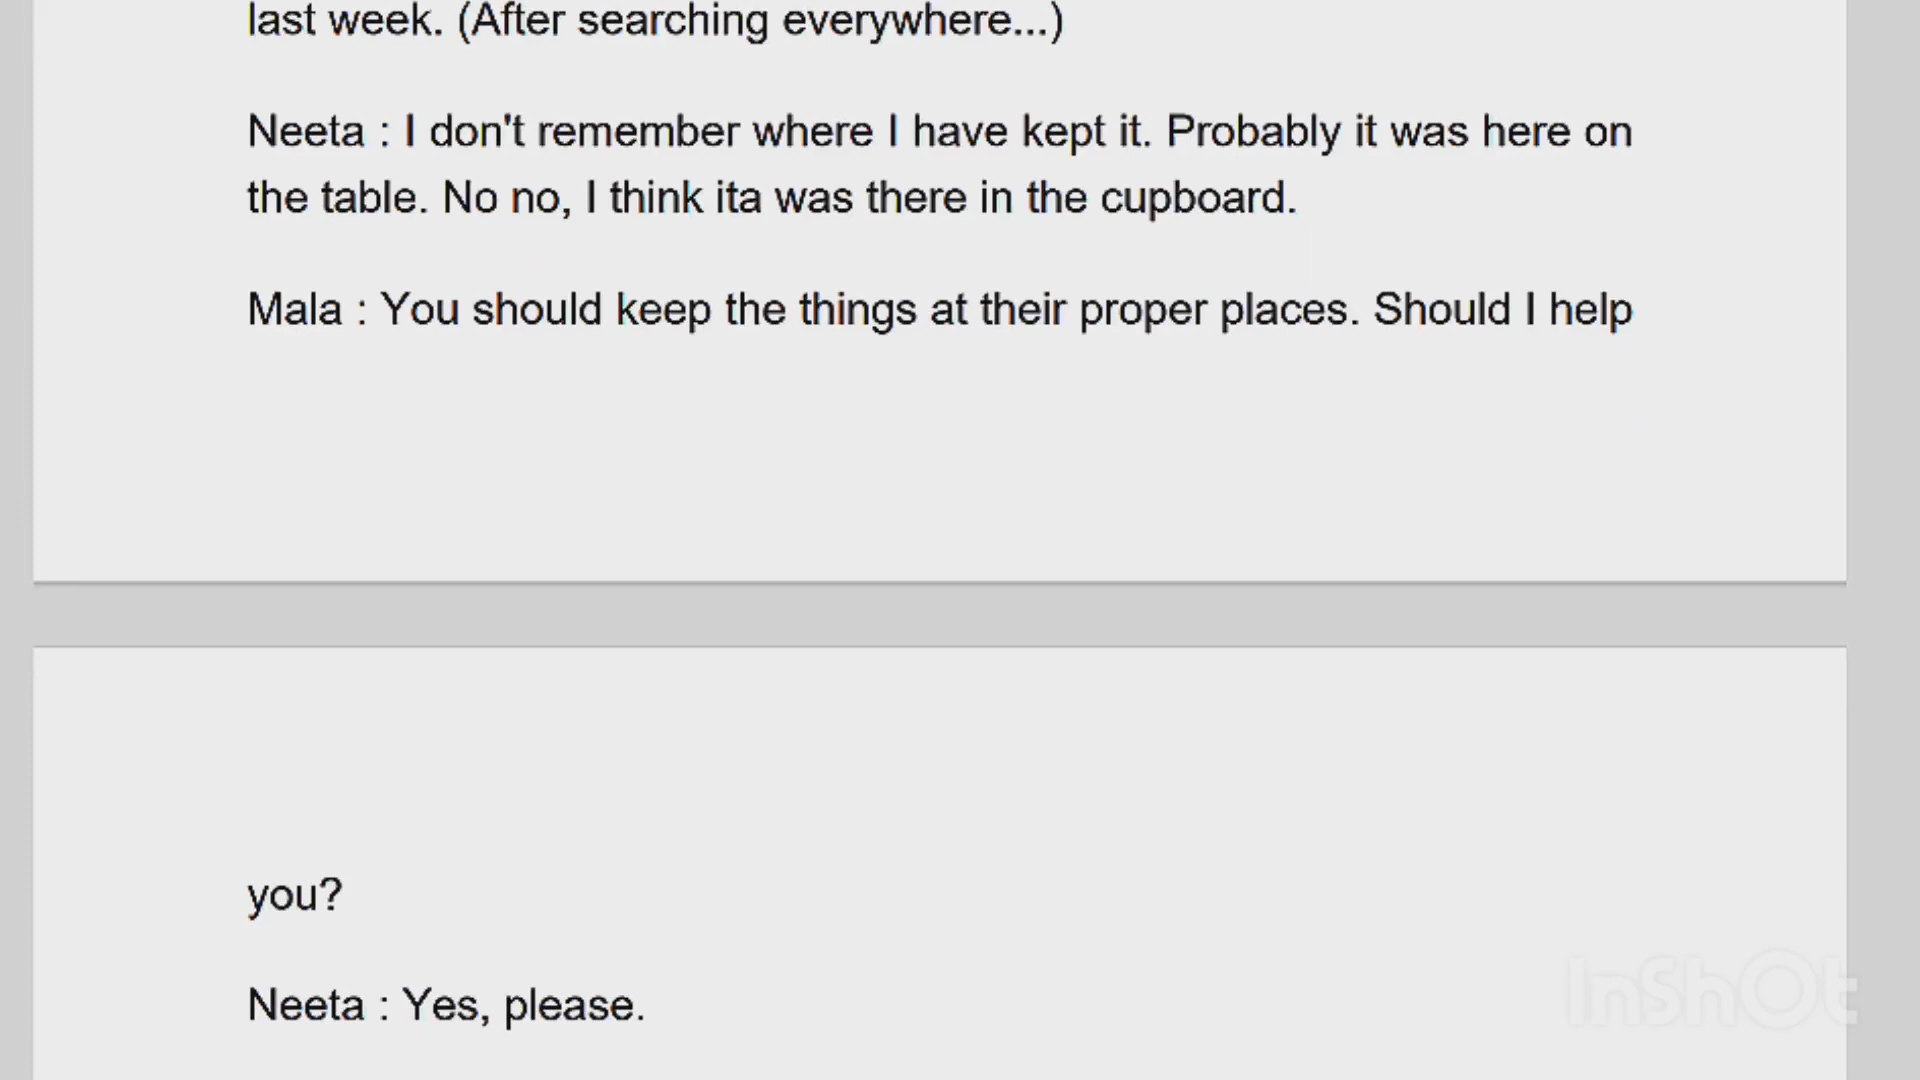 last week. (After searching everywhere...)
Neeta : I don't remember where I have kept it. Probably it was here on
the table. No no, I think ita was there in the cupboard.
Mala : You should keep the things at their proper places. Should I help
you?
Neeta : Yes, please.
InShOt